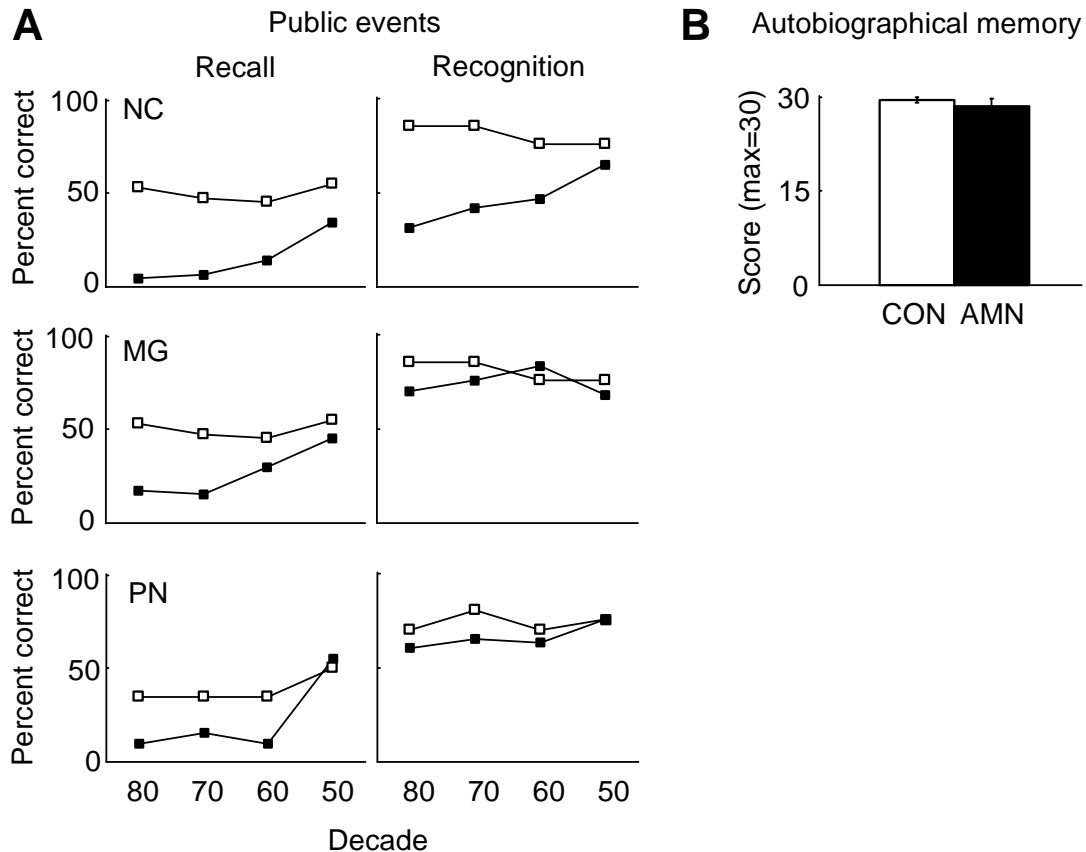 A
Public events
Recall
Recognition
Percent correct
100
50
0
NC
Percent correct
100
50
0
MG
Percent correct
100
50
0
PN
80 70 60 50
80 70 60 50
Decade
B
Autobiographical memory
Score (max=30)
30
15
0
CON AMN